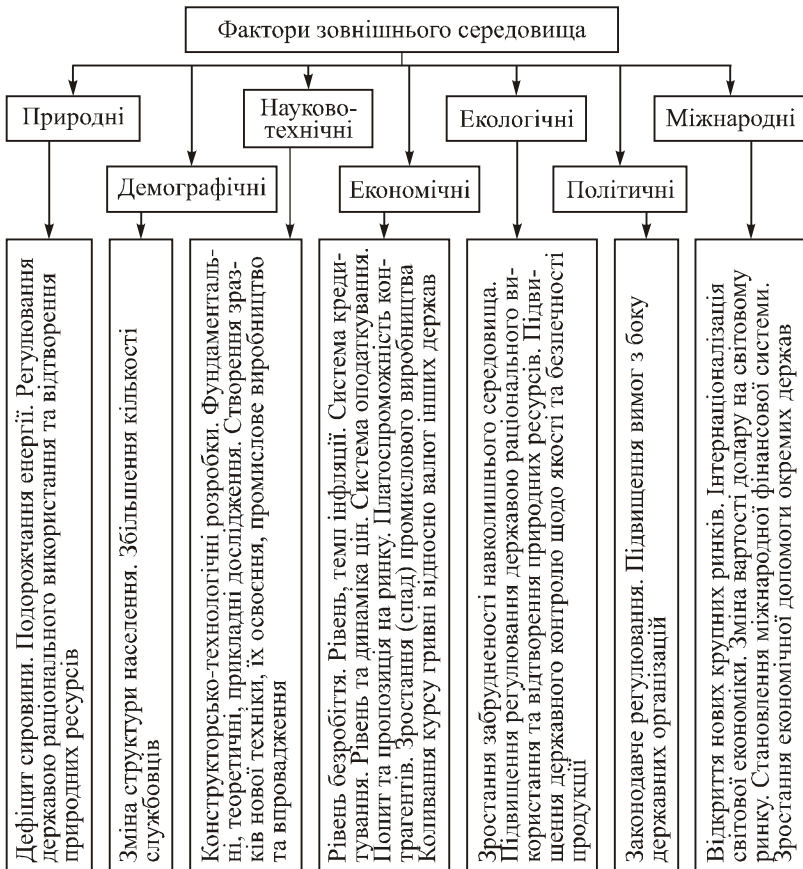 Фактори зовнішнього середовища
Природні
Науково-
технічні
Екологічні
Міжнародні
Демографічні
Економічні
Політичні
Дефіцит сировини. Подорожчання енергії. Регулювання
державою раціонального використання та відтворення
природних ресурсів
Зміна структури населення. Збільшення кількості
службовців
Конструкторсько-технологічні розробки. Фундаменталь-
ні, теоретичні, прикладні дослідження. Створення зраз-
ків нової техніки, їх освоєння, промислове виробництво
та впровадження
Рівень безробіття. Рівень, темп інфляції. Система креди-
тування. Рівень та динаміка цін. Система оподаткування.
Попит та пропозиція на ринку. Платоспроможність кон-
трагентів. Зростання (спад) промислового виробництва
Коливання курсу гривні відносно валют інших держав
Зростання забрудненості навколишнього середовища.
Підвищення регулювання державою раціонального ви-
користання та відтворення природних ресурсів. Підви-
щення державного контролю щодо якості та безпечності
продукції
Законодавче регулювання. Підвищення вимог з боку
державних організацій
Відкриття нових крупних ринків. Інтернаціоналізація
світової економіки. Зміна вартості долару на світовому
ринку. Становлення міжнародної фінансової системи.
Зростання економічної допомоги окремих держав